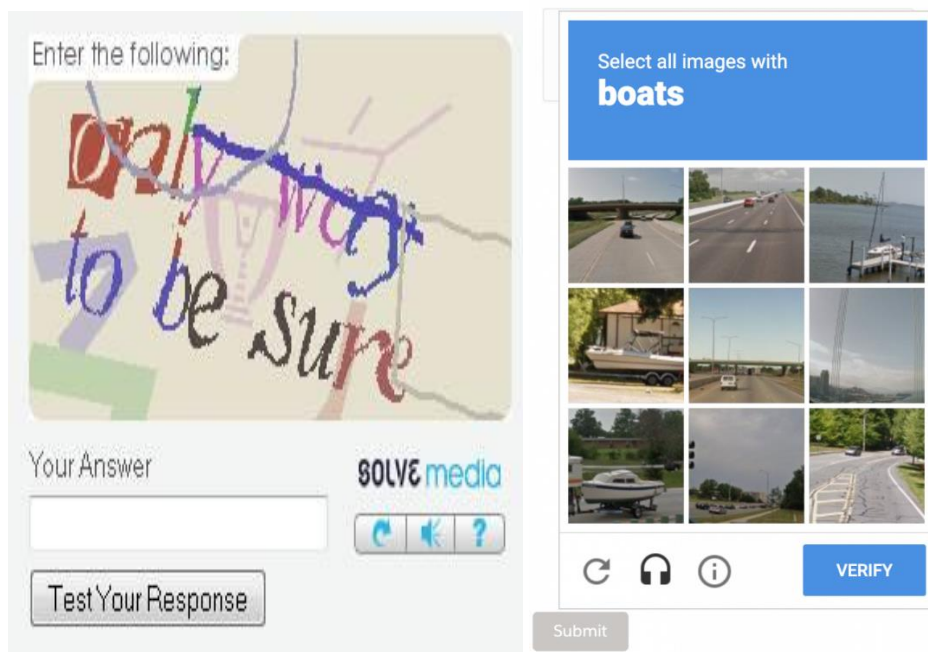 Enter the following:
only way
to be sure
Your Answer
SOLVE media
?
Test Your Response
Select all images with
boats
VERIFY
Submit